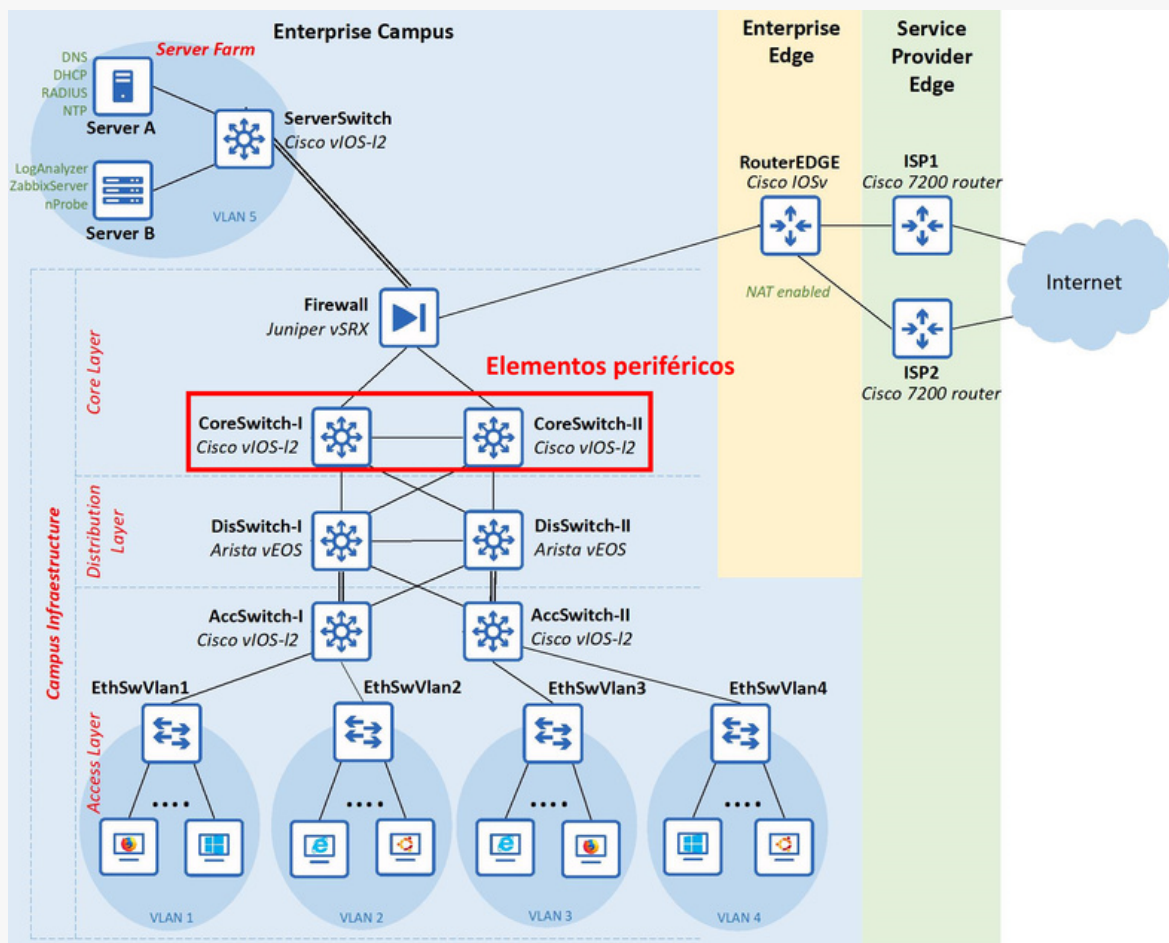 Enterprise Campus
Enterprise
Edge
Service
Provider
Edge
Server Farm
DNS
DHCP
RADIUS
NTP
Server A
ServerSwitch
Cisco vIOS-l2
LogAnalyzer
ZabbixServer
nProbe
Server B
VLAN 5
RouterEDGE
Cisco IOSv
NAT enabled
ISP1
Cisco 7200 router
ISP2
Cisco 7200 router
Internet
Campus Infraestructure
Core Layer
Firewall
Juniper vSRX
Elementos periféricos
CoreSwitch-I
Cisco vIOS-l2
CoreSwitch-II
Cisco vIOS-l2
Distribution
Layer
DisSwitch-I
Arista vEOS
DisSwitch-II
Arista vEOS
Access Layer
AccSwitch-I
Cisco vIOS-l2
AccSwitch-II
Cisco vIOS-l2
EthSwVlan1
EthSwVlan2
EthSwVlan3
EthSwVlan4
VLAN 1
VLAN 2
VLAN 3
VLAN 4